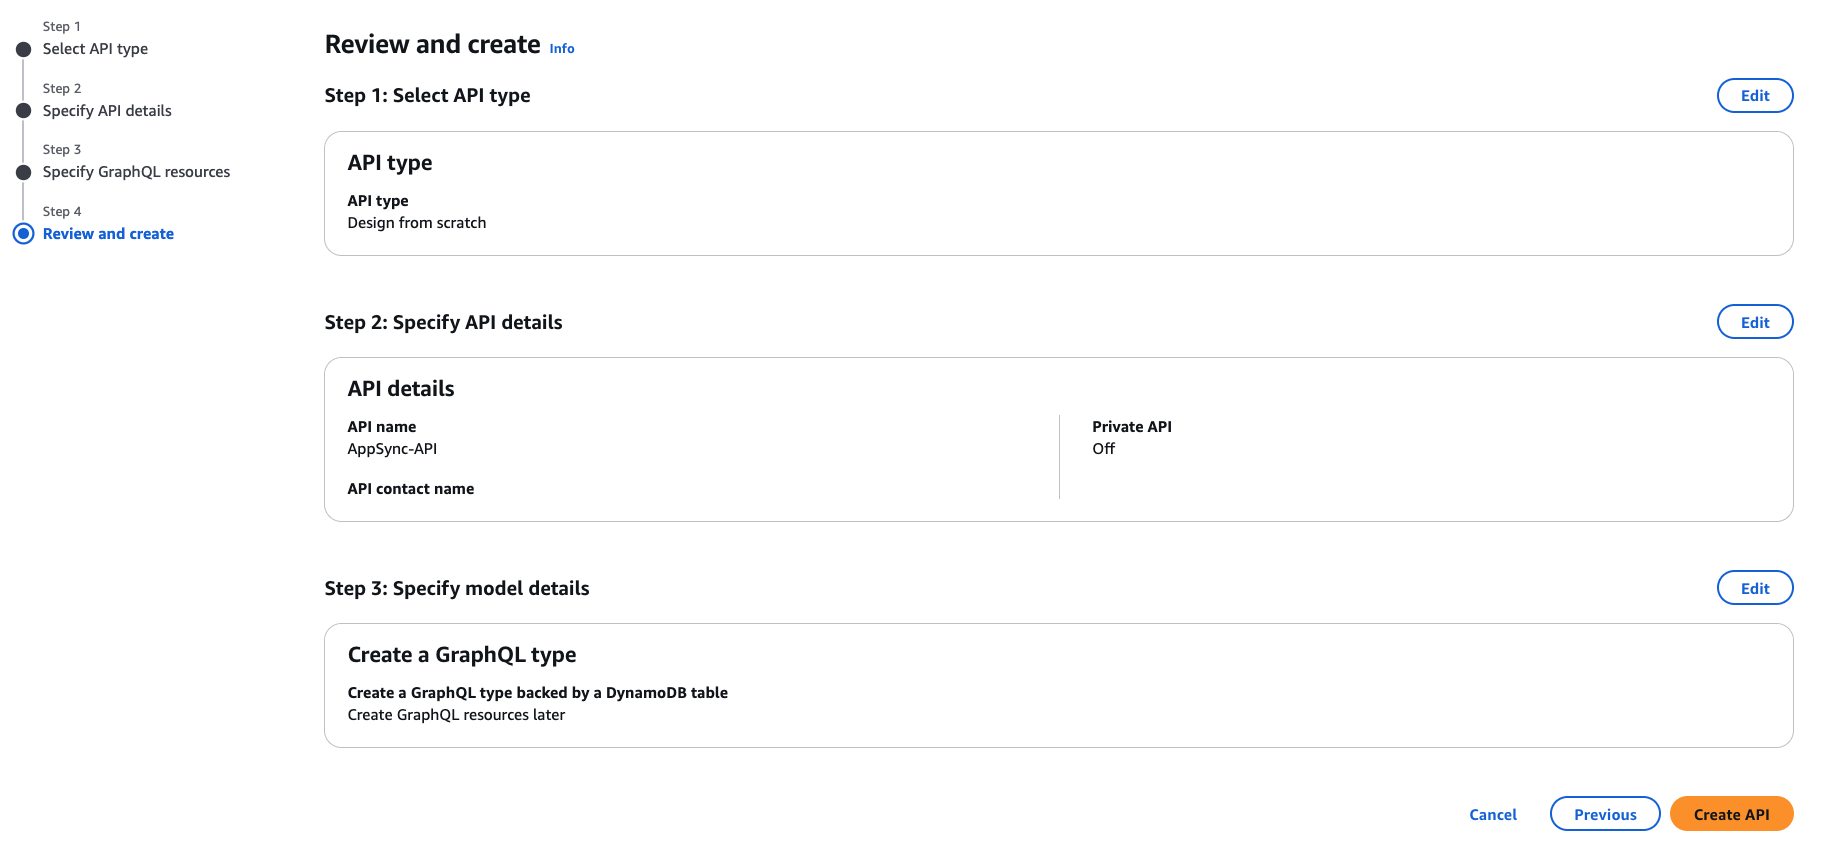 Step 1
Select API type
Step 2
Specify API details
Step 3
Specify GraphQL resources
Step 4
Review and create
Review and create Info
Step 1: Select API type
Edit
API type
API type
Design from scratch
Step 2: Specify API details
Edit
API details
API name
AppSync-API
API contact name
Private API
Off
Step 3: Specify model details
Edit
Create a GraphQL type
Create a GraphQL type backed by a DynamoDB table
Create GraphQL resources later
Cancel
Previous
Create API